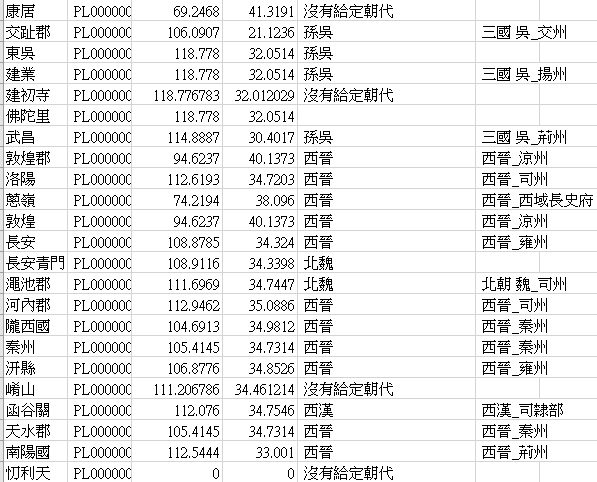 康居 PL000000 69.2468 41.3191 沒有給定朝代
交趾郡 PL000000 106.0907 21.1236 孫吳 三國 吳_交州
東吳 PL000000 118.778 32.0514 孫吳
建業 PL000000 118.778 32.0514 孫吳 三國 吳_揚州
建初寺 PL000000 118.776783 32.012029 沒有給定朝代
佛陀里 PL000000 118.778 32.0514
武昌 PL000000 114.8887 30.4017 孫吳 三國 吳_荊州
敦煌郡 PL000000 94.6237 40.1373 西晉 西晉_涼州
洛陽 PL000000 112.6193 34.7203 西晉 西晉_司州
蔥嶺 PL000000 74.2194 38.096 西晉 西晉_西域長史府
敦煌 PL000000 94.6237 40.1373 西晉 西晉_涼州
長安 PL000000 108.8785 34.324 西晉 西晉_雍州
長安青門 PL000000 108.9116 34.3398 北魏
澠池郡 PL000000 111.6969 34.7447 北魏 北朝 魏_司州
河內郡 PL000000 112.9462 35.0886 西晉 西晉_司州
隴西國 PL000000 104.6913 34.9812 西晉 西晉_秦州
秦州 PL000000 105.4145 34.7314 西晉 西晉_秦州
汧縣 PL000000 106.8776 34.8526 西晉 西晉_雍州
崤山 PL000000 111.206786 34.461214 沒有給定朝代
函谷關 PL000000 112.076 34.7546 西漢 西漢_司隸部
天水郡 PL000000 105.4145 34.7314 西晉 西晉_秦州
南陽國 PL000000 112.5444 33.001 西晉 西晉_荊州
忉利天 PL000000 0 0 沒有給定朝代